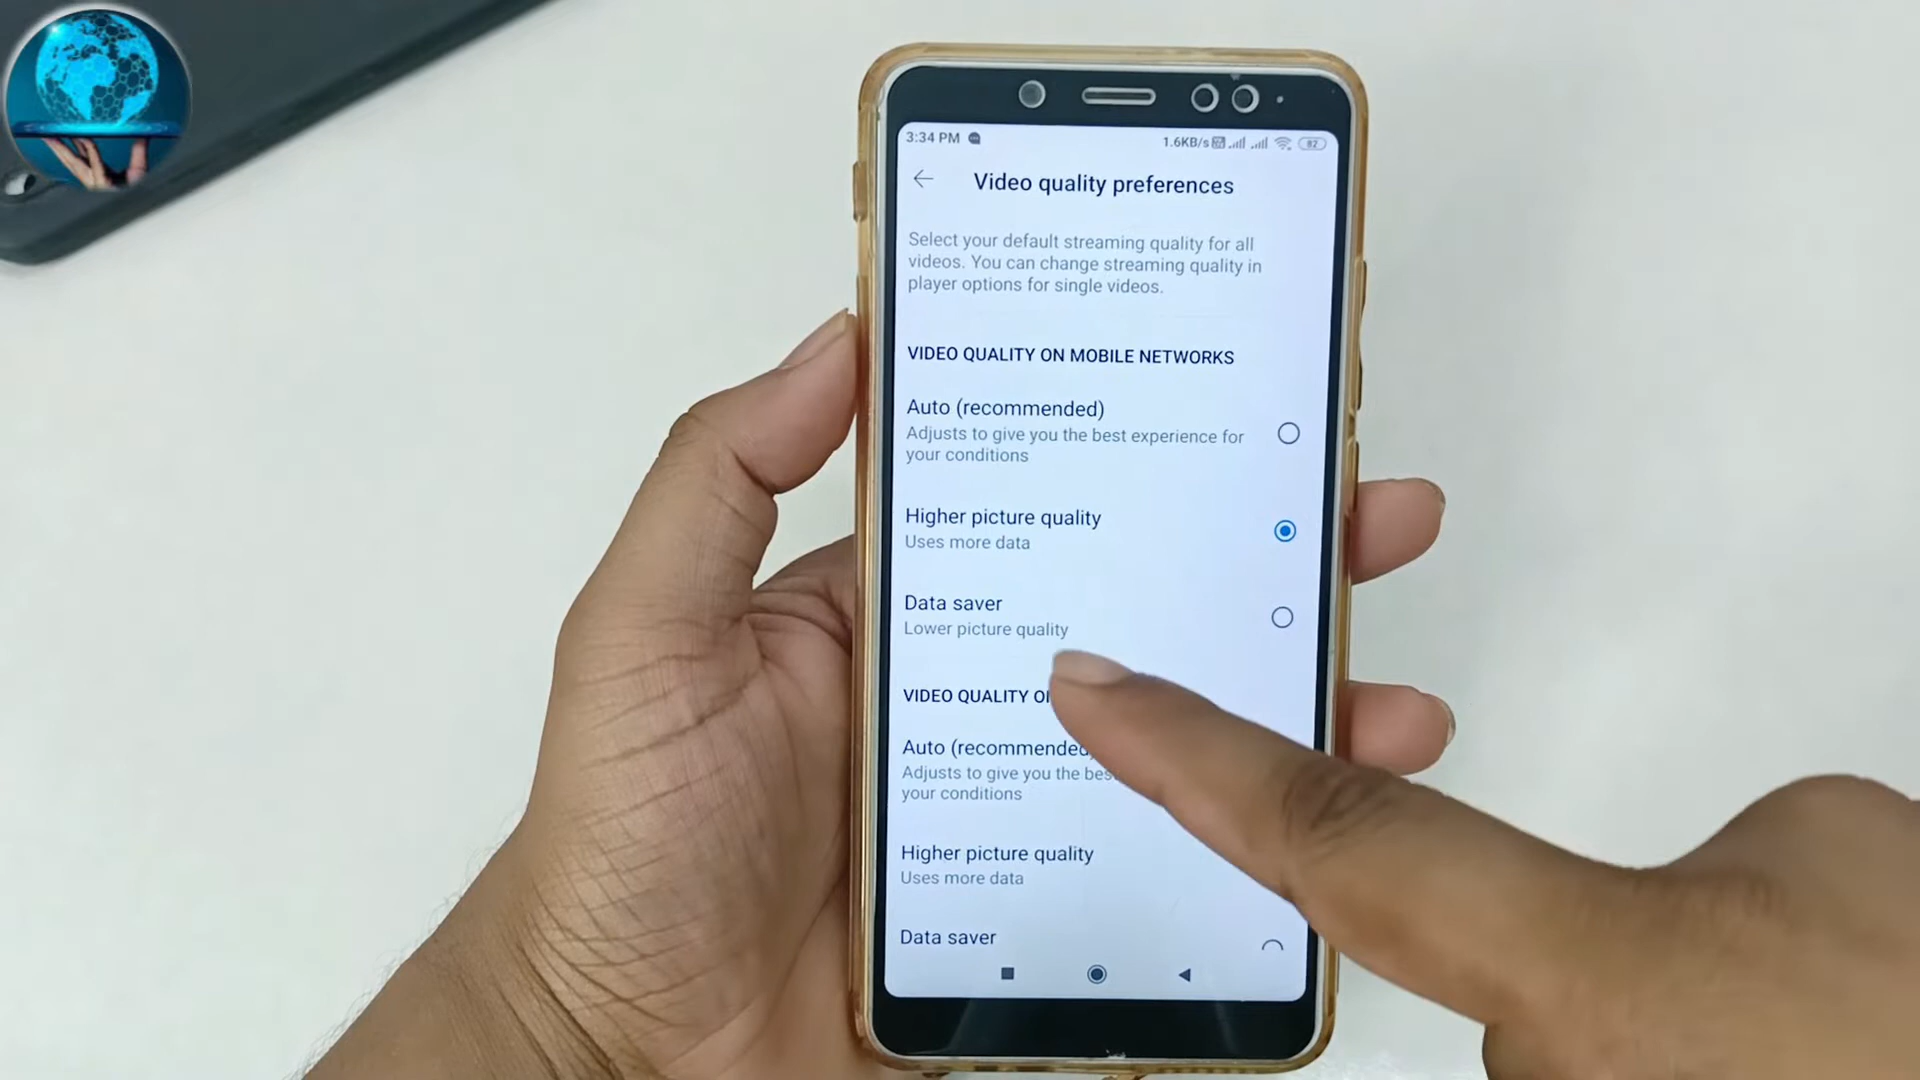 3:34 PM 1.6KB/s 82
Video quality preferences
Select your default streaming quality for all
videos. You can change streaming quality in
player options for single videos.
VIDEO QUALITY ON MOBILE NETWORKS
Auto (recommended)
Adjusts to give you the best experience for
your conditions
Higher picture quality
Uses more data
Data saver
Lower picture quality
VIDEO QUALITY
Auto (recommended
Adjusts to give you the
your conditions
Higher picture quality
Uses more data
Data saver